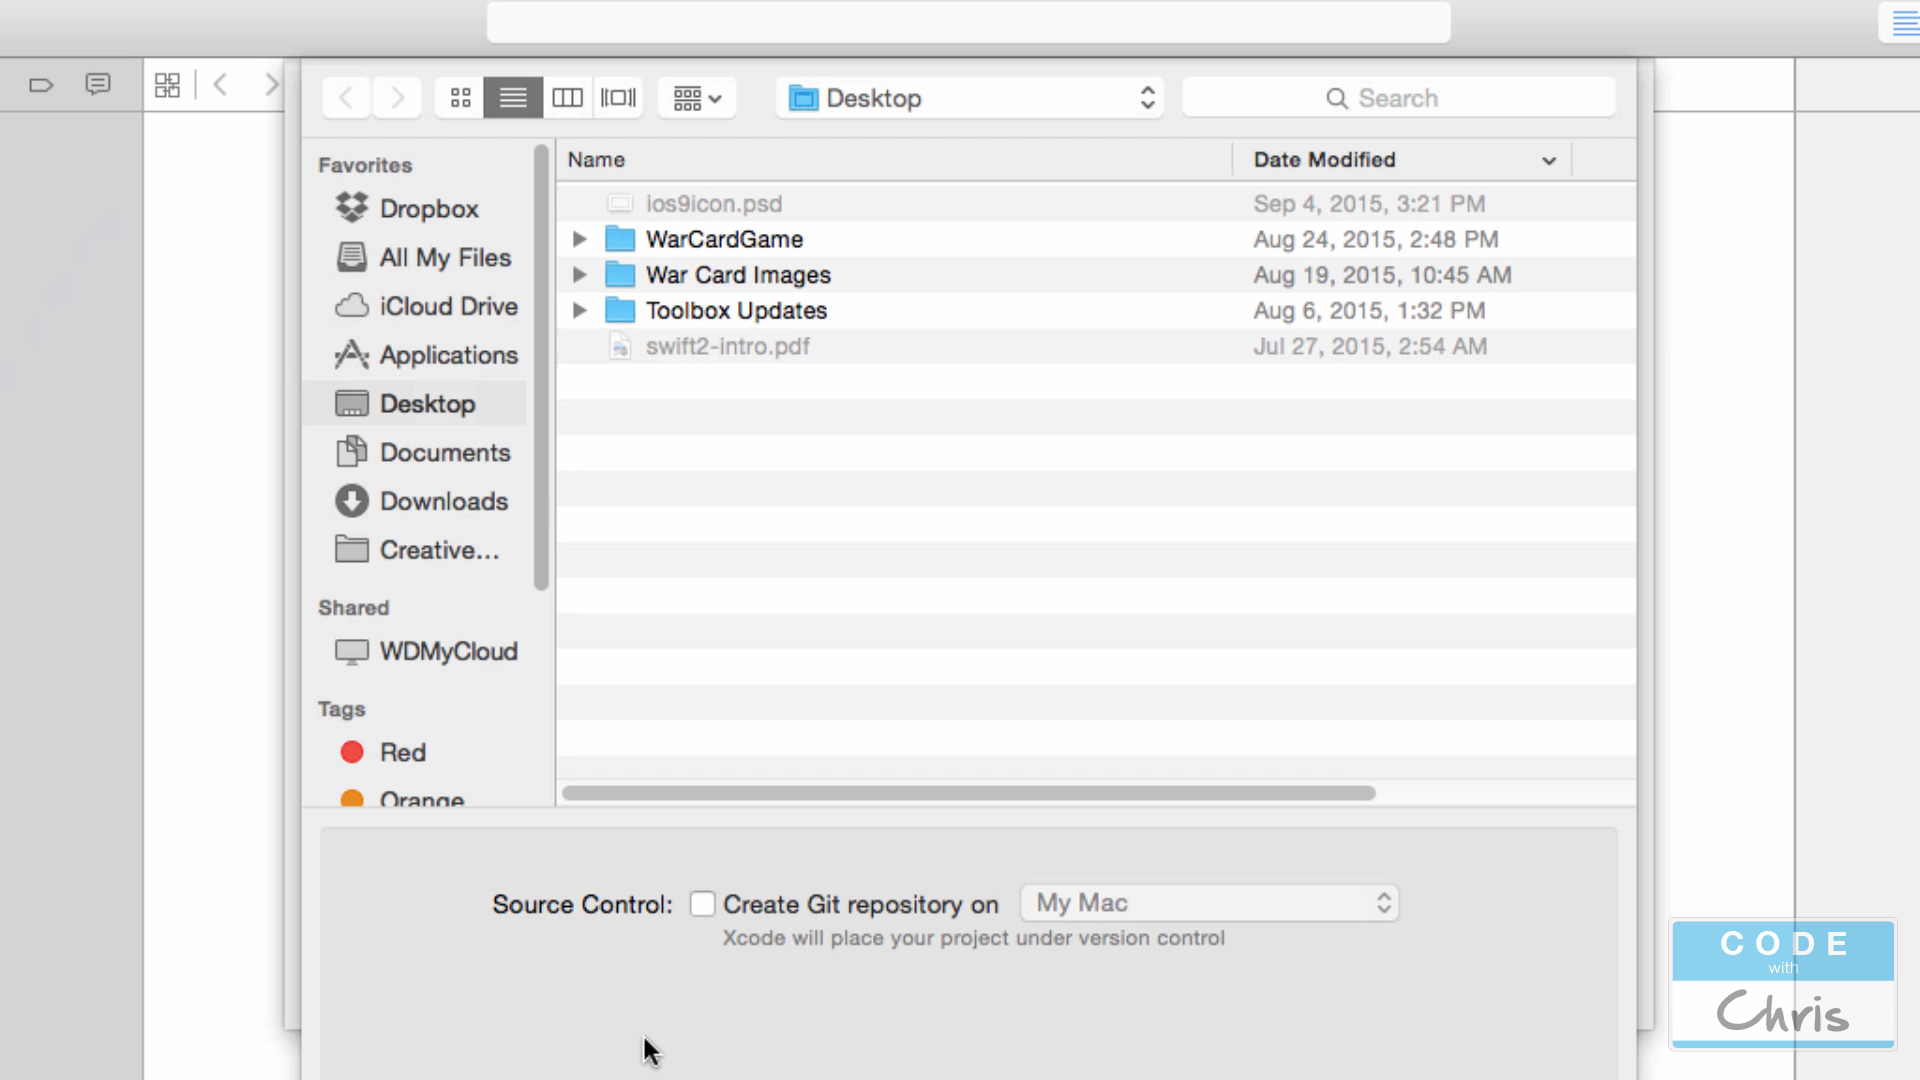 Desktop
Search
Favorites
Dropbox
All My Files
iCloud Drive
Applications
Desktop
Documents
Downloads
Creative...
Shared
WDMyCloud
Tags
Red
Orange
Name Date Modified
ios9icon.psd Sep 4, 2015, 3:21 PM
WarCardGame Aug 24, 2015, 2:48 PM
War Card Images Aug 19, 2015, 10:45 AM
Toolbox Updates Aug 6, 2015, 1:32 PM
swift2-intro.pdf Jul 27, 2015, 2:54 AM
Source Control: Create Git repository on My Mac
Xcode will place your project under version control
CODE
with
Chris